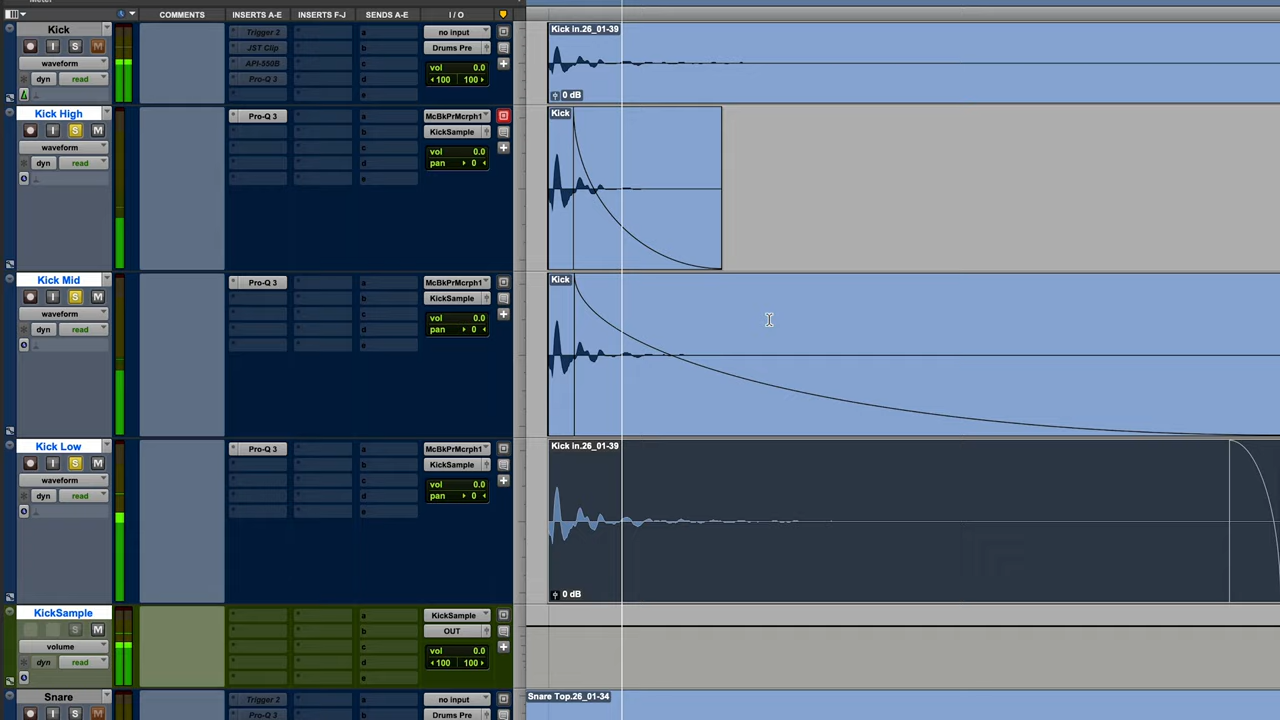 COMMENTS INSERTS A-E INSERTS F-J SENDS A-E I / O
Kick
Trigger 2
JST Clip
API-550B
Pro-Q 3
a
b
c
d
e
no input
Drums Pre
vol 0.0
100 100
I S M
waveform
dyn read
Kick in.26_01-39
0 dB
Kick High
Pro-Q 3
a
b
c
d
e
McBkPrMcrph1
KickSample
vol 0.0
pan 0
I S M
waveform
dyn read
Kick
Kick Mid
Pro-Q 3
a
b
c
d
e
McBkPrMcrph1
KickSample
vol 0.0
pan 0
I S M
waveform
dyn read
Kick
Kick Low
Pro-Q 3
a
b
c
d
e
McBkPrMcrph1
KickSample
vol 0.0
pan 0
I S M
waveform
dyn read
Kick in.26_01-39
0 dB
KickSample
a
b
c
d
e
KickSample
OUT
vol 0.0
100 100
S M
volume
dyn read
Snare
Trigger 2
Pro-Q 3
a
b
no input
Drums Pre
I S M
Snare Top.26_01-34